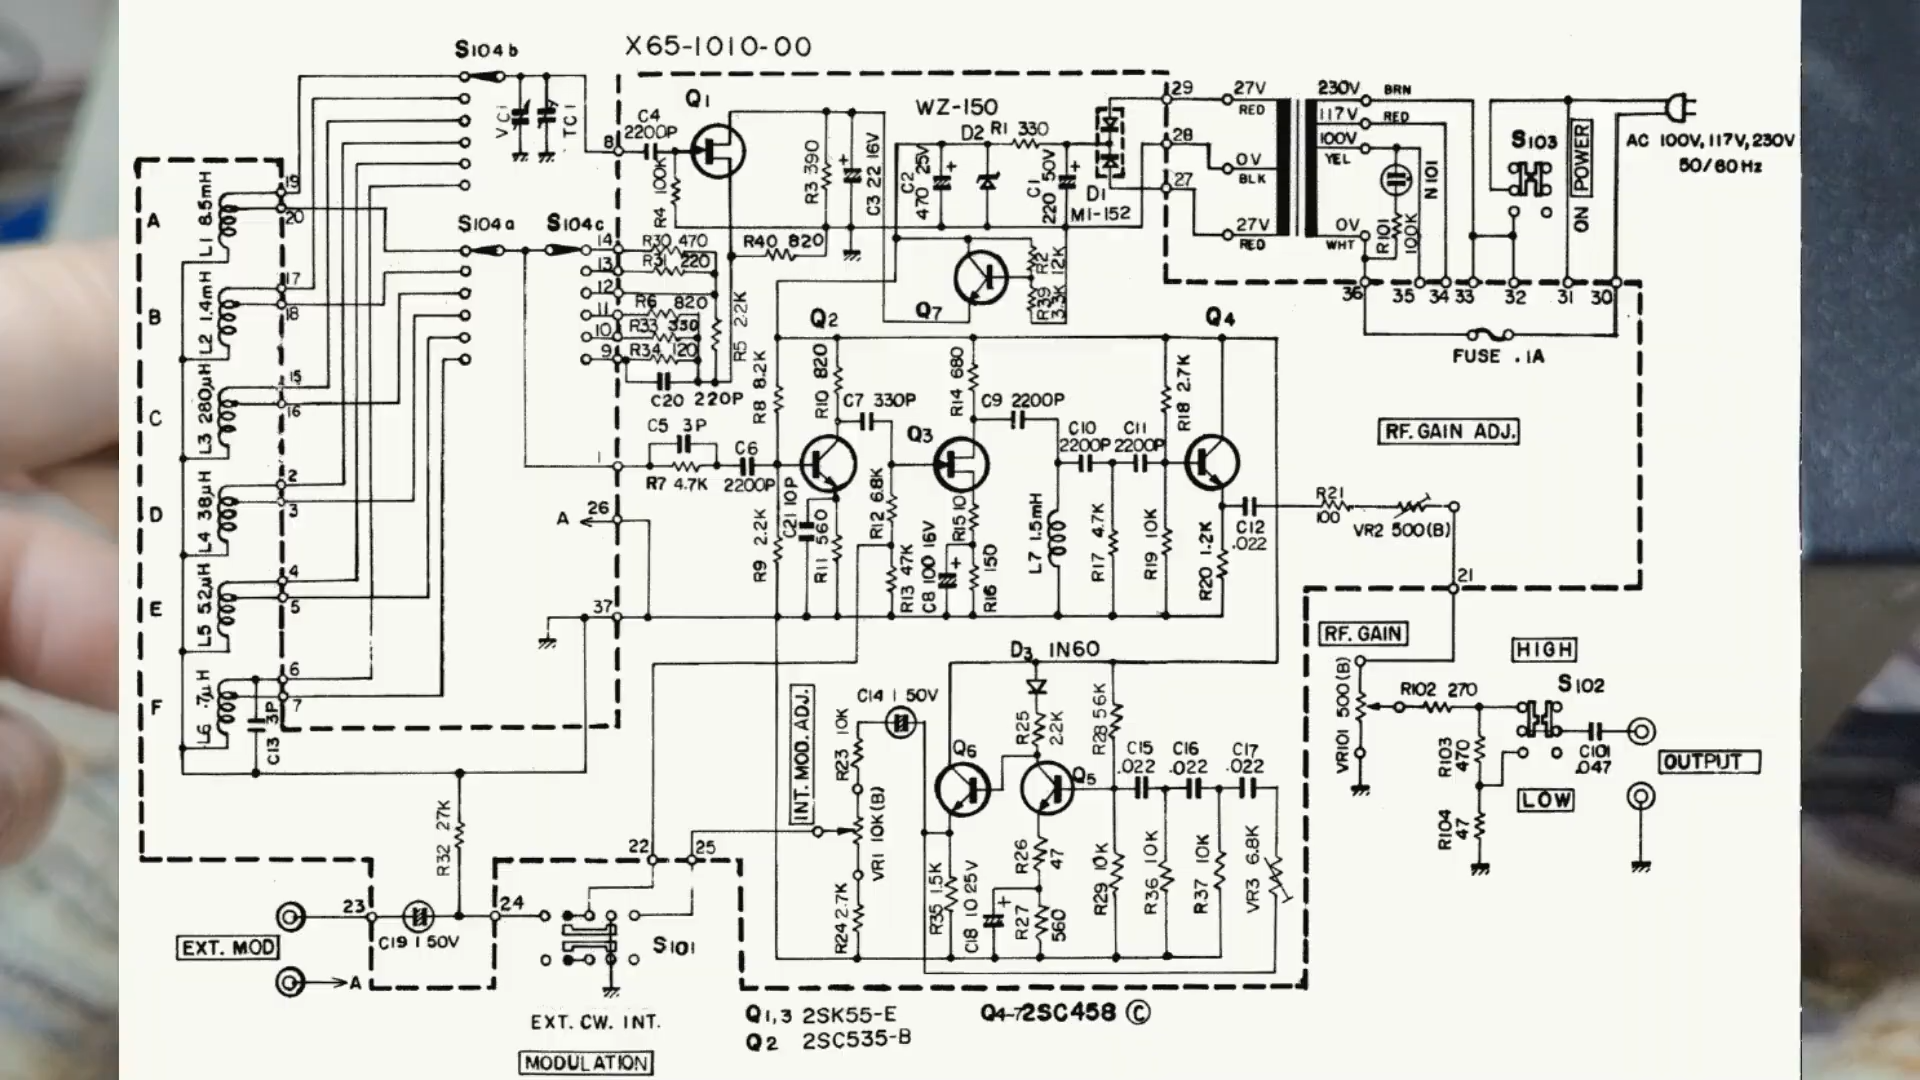 X65-1010-00
S104b
VC1
TC1
8
C4
2200P
Q1
R4 100K
R3 390
C3 22 16V
WZ-150
D2
R1 330
C2
470 25V
C1
220 50V
D1
M1-152
29
28
27
27V
RED
0V
BLK
27V
RED
230V
BRN
117V
RED
100V
YEL
0V
WHT
N101
R101
100K
S103
ON
POWER
AC 100V, 117V, 230V
50/60 Hz
36
35
34
33
32
31
30
FUSE .1A
A
L1 8.5mH
19
20
B
L2 1.4mH
17
18
C
L3 280μH
15
16
D
L4 38μH
2
3
E
L5 5.2μH
4
5
F
L6 .7μH
6
7
C13 3P
S104a
S104c
14
13
12
11
10
9
R30 470
R31 220
R6 820
R33 330
R34 120
C20 220P
R5 2.2K
R40 820
Q7
R2
12K
R39
3.3K
Q2
Q4
R8 8.2K
R10 820
C7 330P
R14 680
C9 2200P
R18 2.7K
C5 3P
R7 4.7K
C6
2200P
1
Q3
C10
2200P
C11
2200P
R9 2.2K
C21 10P
R11 560
R12 6.8K
R13 47K
R15 10
C8 100 16V
R16 150
L7 1.5mH
R17 4.7K
R19 10K
R20 1.2K
C12
.022
R21
100
VR2 500(B)
RF. GAIN ADJ.
A
26
37
21
RF. GAIN
VR101 500(B)
R102 270
HIGH
S102
R103
470
R104
47
LOW
C101
.047
OUTPUT
D3 IN60
INT. MOD. ADJ.
C14 1 50V
R23 10K
VR1 10K(B)
R24 2.7K
Q6
R25
2.2K
Q5
R28 56K
C15
.022
C16
.022
C17
.022
R35 1.5K
C18 10 25V
R26
47
R27
560
R29 10K
R36 10K
R37 10K
VR3 6.8K
R32 27K
22
25
23
24
C19 1 50V
EXT. MOD
A
S101
EXT. CW. INT.
MODULATION
Q1,3 2SK55-E
Q2 2SC535-B
Q4-7 2SC458 Ⓒ